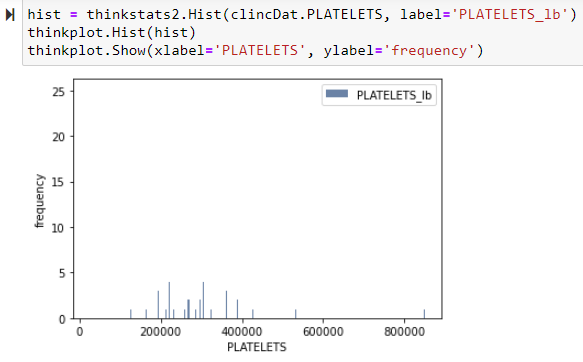 hist = thinkstats2.Hist(clincDat.PLATELETS, label='PLATELETS_lb')
thinkplot.Hist(hist)
thinkplot.Show(xlabel='PLATELETS', ylabel='frequency')
PLATELETS_lb
25
20
15
10
5
0
frequency
0 200000 400000 600000 800000
PLATELETS